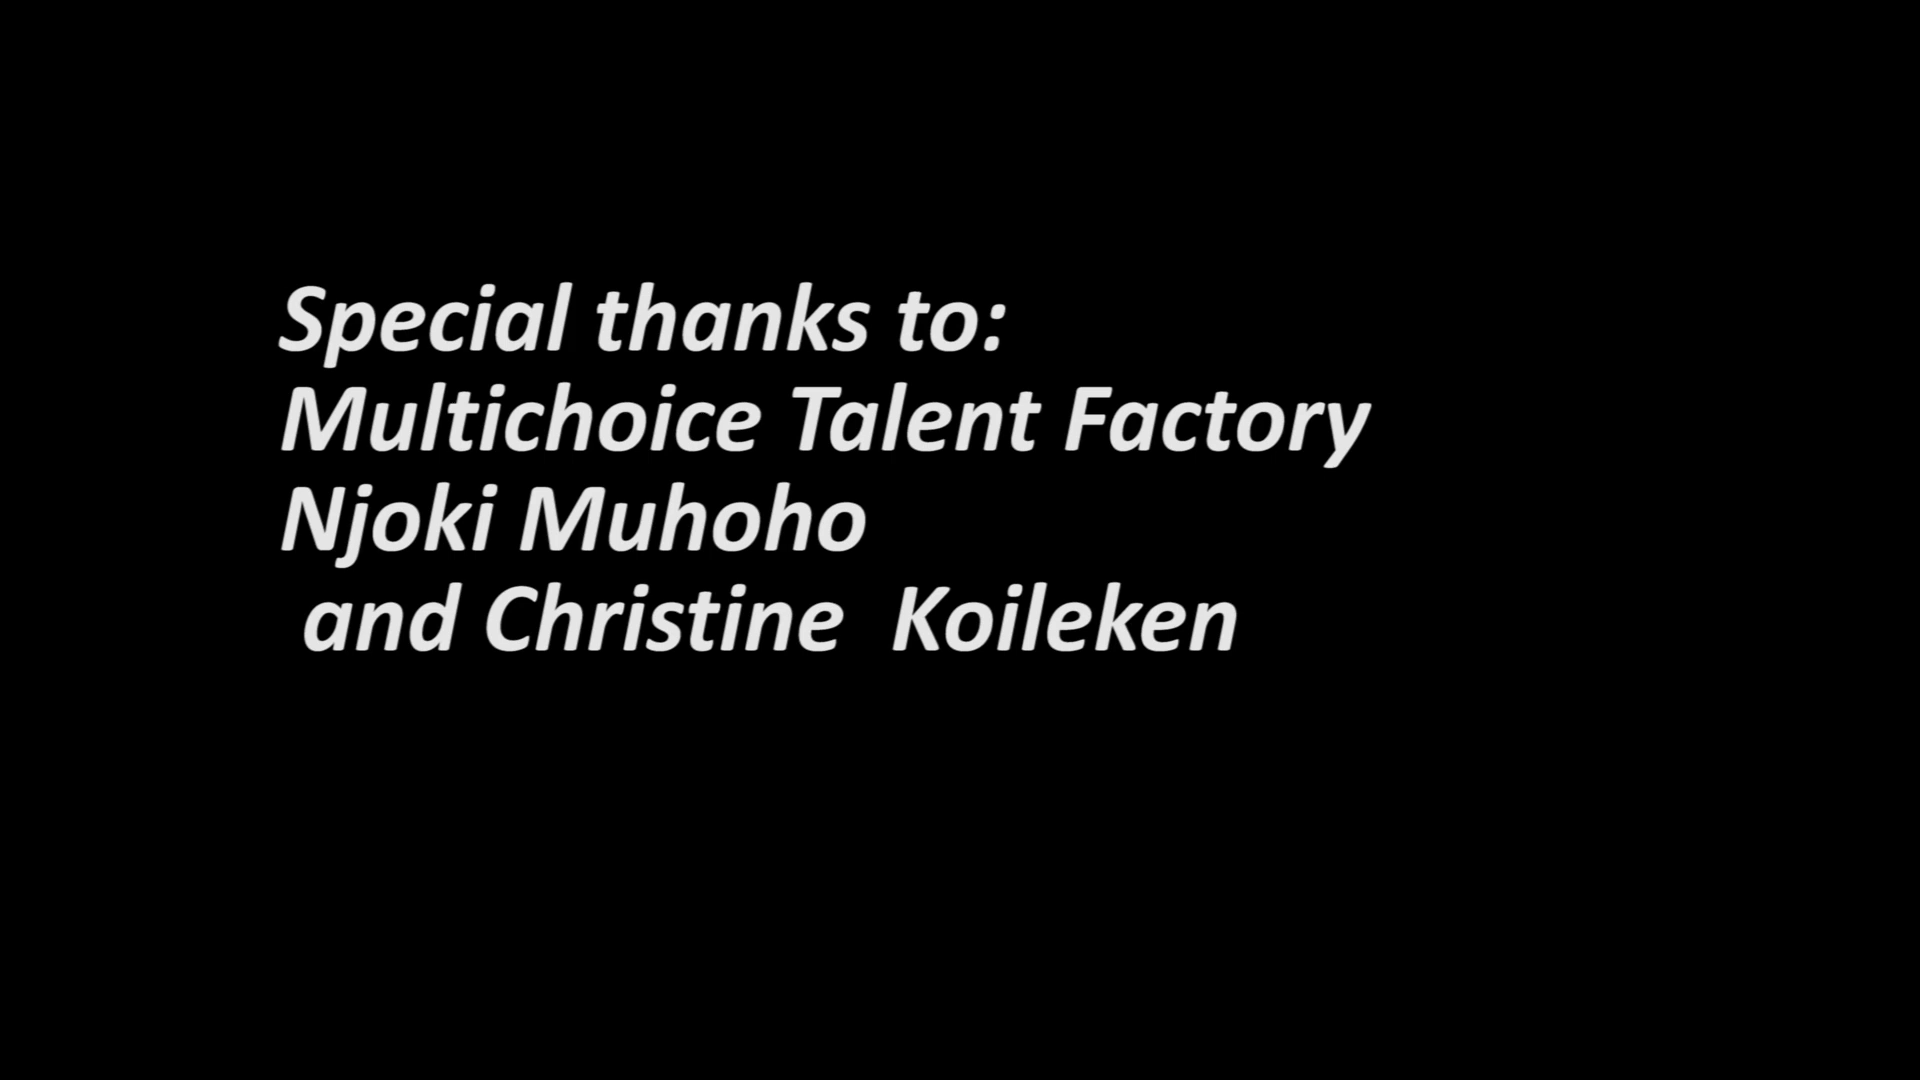 Special thanks to:
Multichoice Talent Factory
Njoki Muhoho
and Christine  Koileken